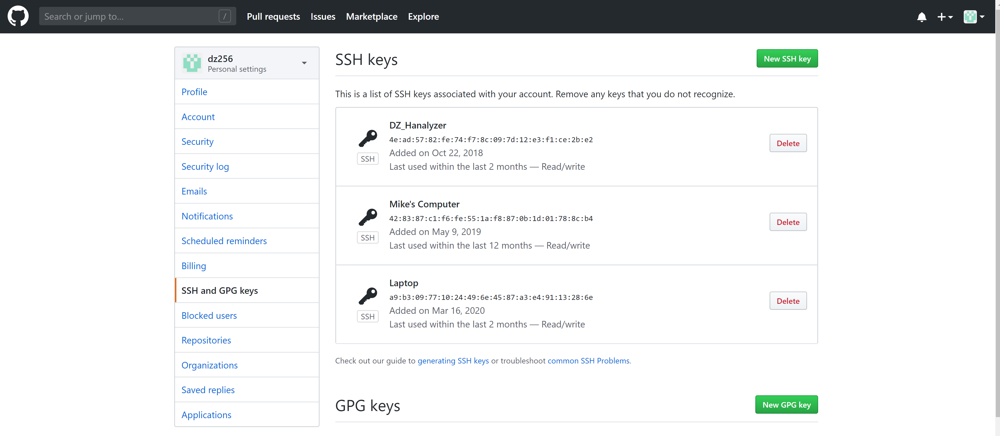 Search or jump to... /
Pull requests Issues Marketplace Explore
dz256
Personal settings
Profile
Account
Security
Security log
Emails
Notifications
Scheduled reminders
Billing
SSH and GPG keys
Blocked users
Repositories
Organizations
Saved replies
Applications
SSH keys
New SSH key
This is a list of SSH keys associated with your account. Remove any keys that you do not recognize.
DZ_Hanalyzer
4e:ad:57:82:fe:74:f7:8c:09:7d:12:e3:f1:ce:2b:e2
Added on Oct 22, 2018
Last used within the last 2 months — Read/write
SSH
Delete
Mike's Computer
42:83:87:c1:f6:fe:55:1a:f8:87:0b:1d:01:78:8c:b4
Added on May 9, 2019
Last used within the last 12 months — Read/write
SSH
Delete
Laptop
a9:b3:09:77:10:24:49:6e:45:87:a3:e4:91:13:28:6e
Added on Mar 16, 2020
Last used within the last 2 months — Read/write
SSH
Delete
Check out our guide to generating SSH keys or troubleshoot common SSH Problems.
GPG keys
New GPG key